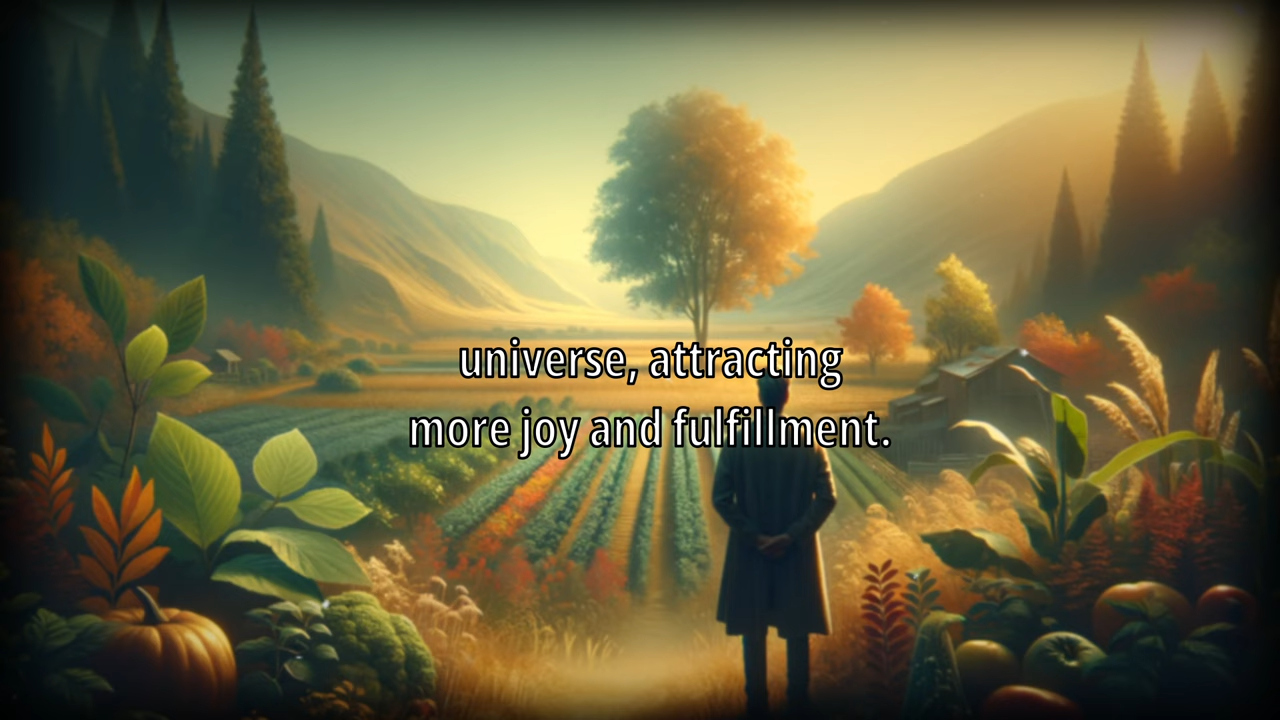 universe, attracting
more joy and fulfillment.